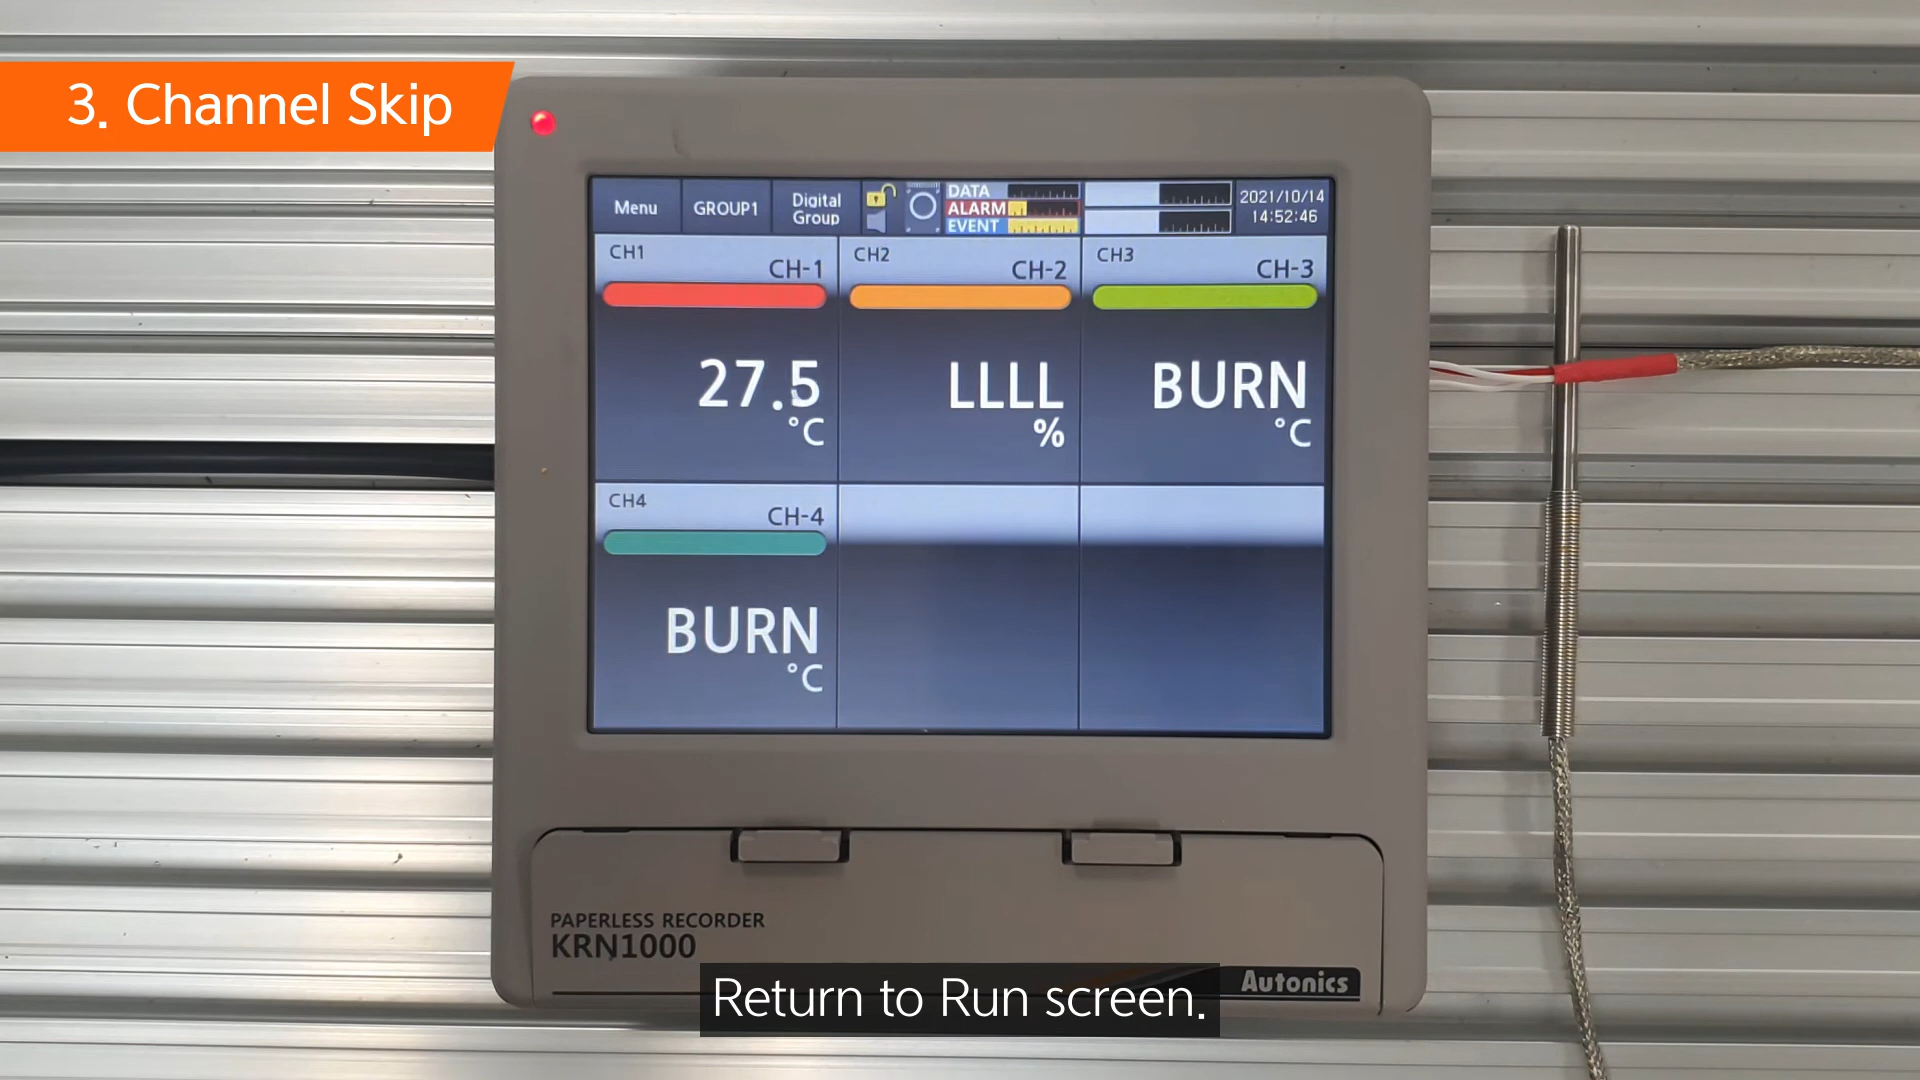 3. Channel Skip
Menu
GROUP1
Digital
Group
DATA
ALARM
EVENT
2021/10/14
14:52:46
CH1
CH-1
27.5
°C
CH2
CH-2
LLLL
%
CH3
CH-3
BURN
°C
CH4
CH-4
BURN
°C
PAPERLESS RECORDER
KRN1000
Autonics
Return to Run screen.